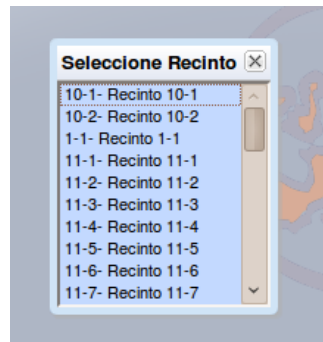 Seleccione Recinto
10-1- Recinto 10-1
10-2- Recinto 10-2
1-1- Recinto 1-1
11-1- Recinto 11-1
11-2- Recinto 11-2
11-3- Recinto 11-3
11-4- Recinto 11-4
11-5- Recinto 11-5
11-6- Recinto 11-6
11-7- Recinto 11-7